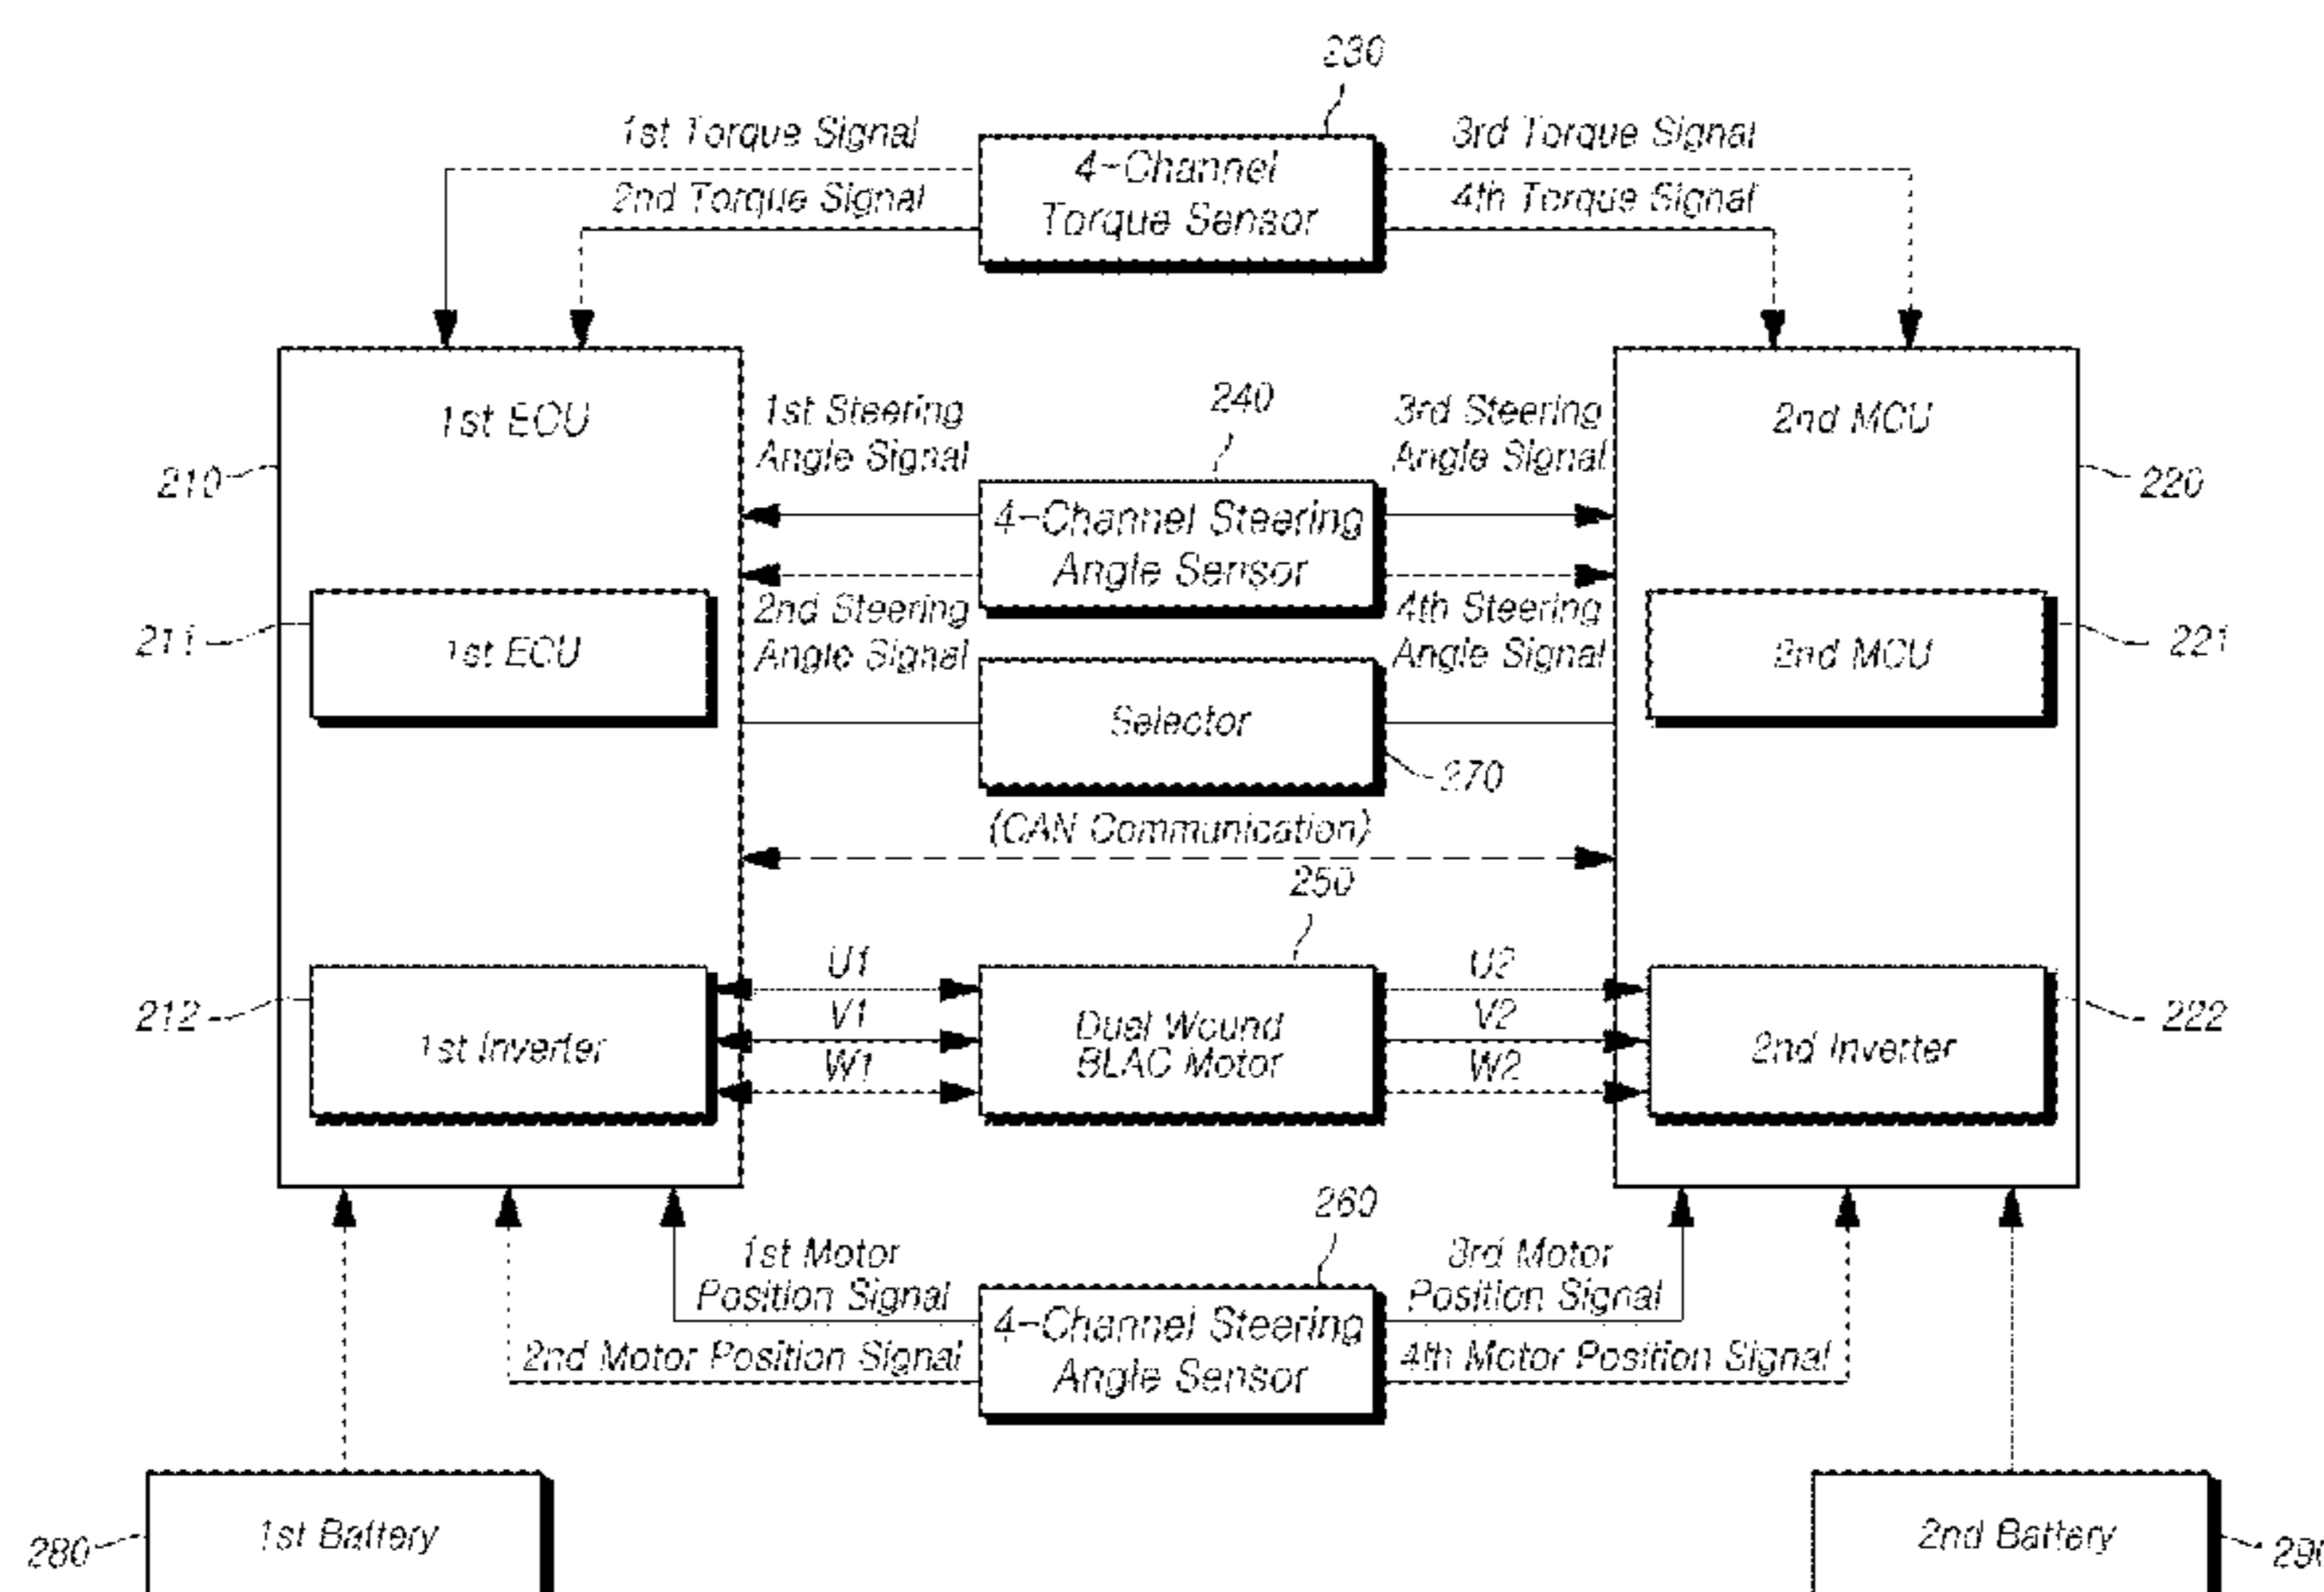 230
1st Torque Signal
3rd Torque Signal
4-Channel
Torque Sensor
2nd Torque Signal
4th Torque Signal
1st ECU
1st Steering
Angle Signal
240
3rd Steering
Angle Signal
2nd MCU
210
220
4-Channel Steering
Angle Sensor
211
1st ECU
2nd Steering
Angle Signal
4th Steering
Angle Signal
2nd MCU
221
Selector
270
(CAN Communication)
250
U1
U2
212
1st Inverter
V1
Dual Wound
BLAC Motor
V2
2nd Inverter
222
W1
W2
260
1st Motor
Position Signal
3rd Motor
Position Signal
4-Channel Steering
Angle Sensor
2nd Motor Position Signal
4th Motor Position Signal
280
1st Battery
2nd Battery
290